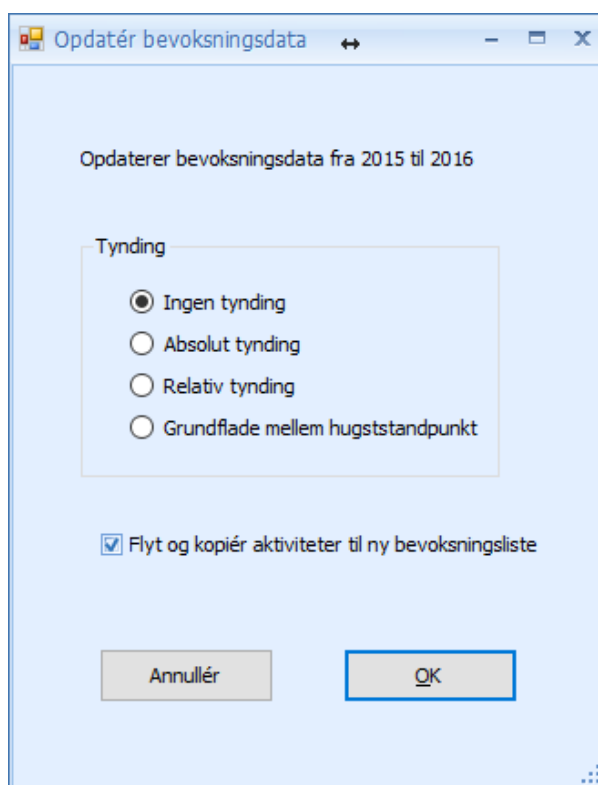 Opdatér bevoksningsdata
Opdaterer bevoksningsdata fra 2015 til 2016
Tynding
Ingen tynding
Absolut tynding
Relativ tynding
Grundflade mellem hugststandpunkt
Flyt og kopiér aktiviteter til ny bevoksningsliste
Annullér OK